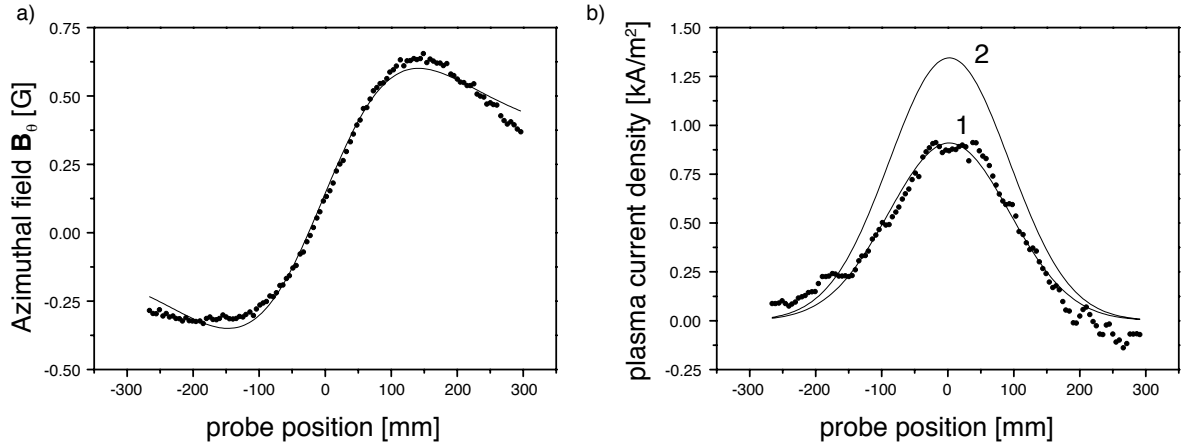 a)
Azimuthal field B_θ [G]
0.75
0.50
0.25
0.00
-0.25
-0.50
-300 -200 -100 0 100 200 300
probe position [mm]
b)
plasma current density [kA/m²]
1.50
1.25
1.00
0.75
0.50
0.25
0.00
-0.25
2
1
-300 -200 -100 0 100 200 300
probe position [mm]